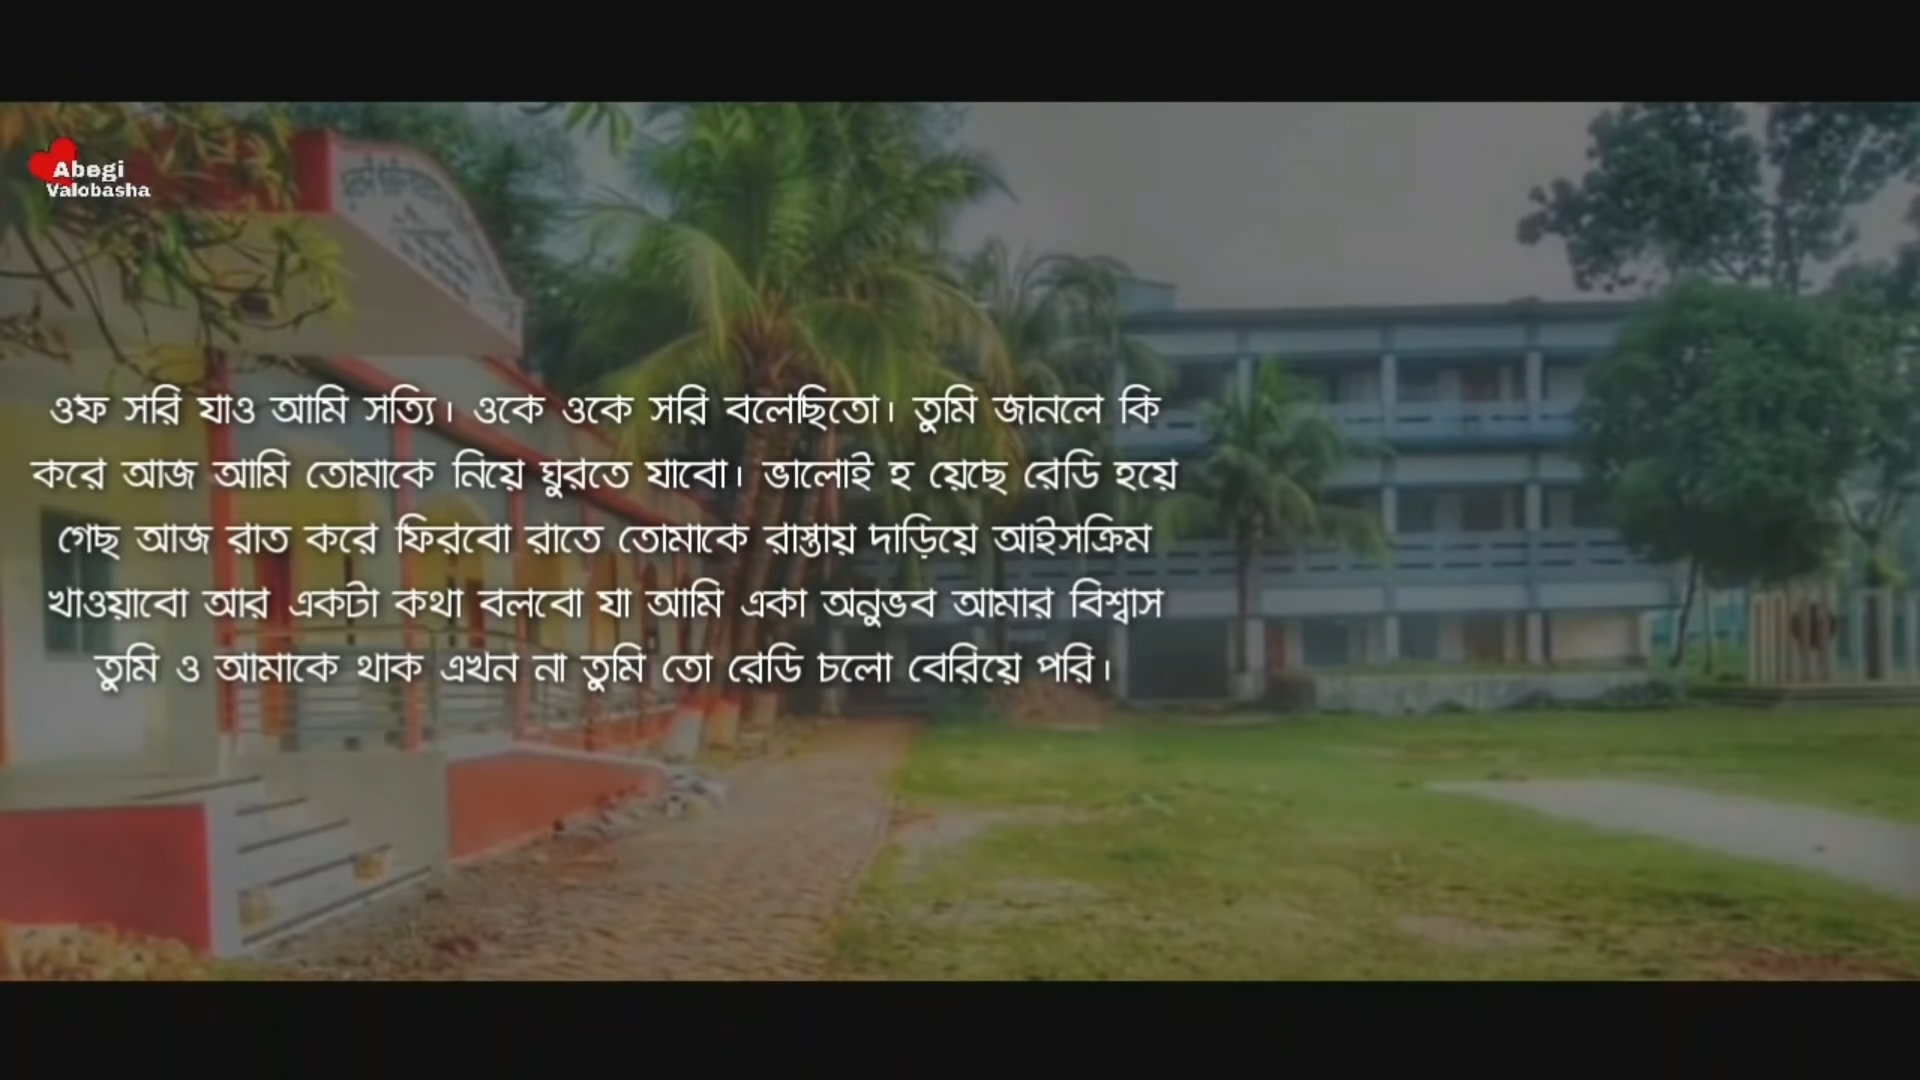 Abegi
Valobasha
ওফ সরি যাও আমি সত্যি। ওকে ওকে সরি বলেছিতো। তুমি জানলে কি
করে আজ আমি তোমাকে নিয়ে ঘুরতে যাবো। ভালোই হ য়েছে রেডি হয়ে
গেছ আজ রাত করে ফিরবো রাতে তোমাকে রাস্তায় দাড়িয়ে আইসক্রিম
খাওয়াবো আর একটা কথা বলবো যা আমি একা অনুভব আমার বিশ্বাস
তুমি ও আমাকে থাক এখন না তুমি তো রেডি চলো বেরিয়ে পরি।